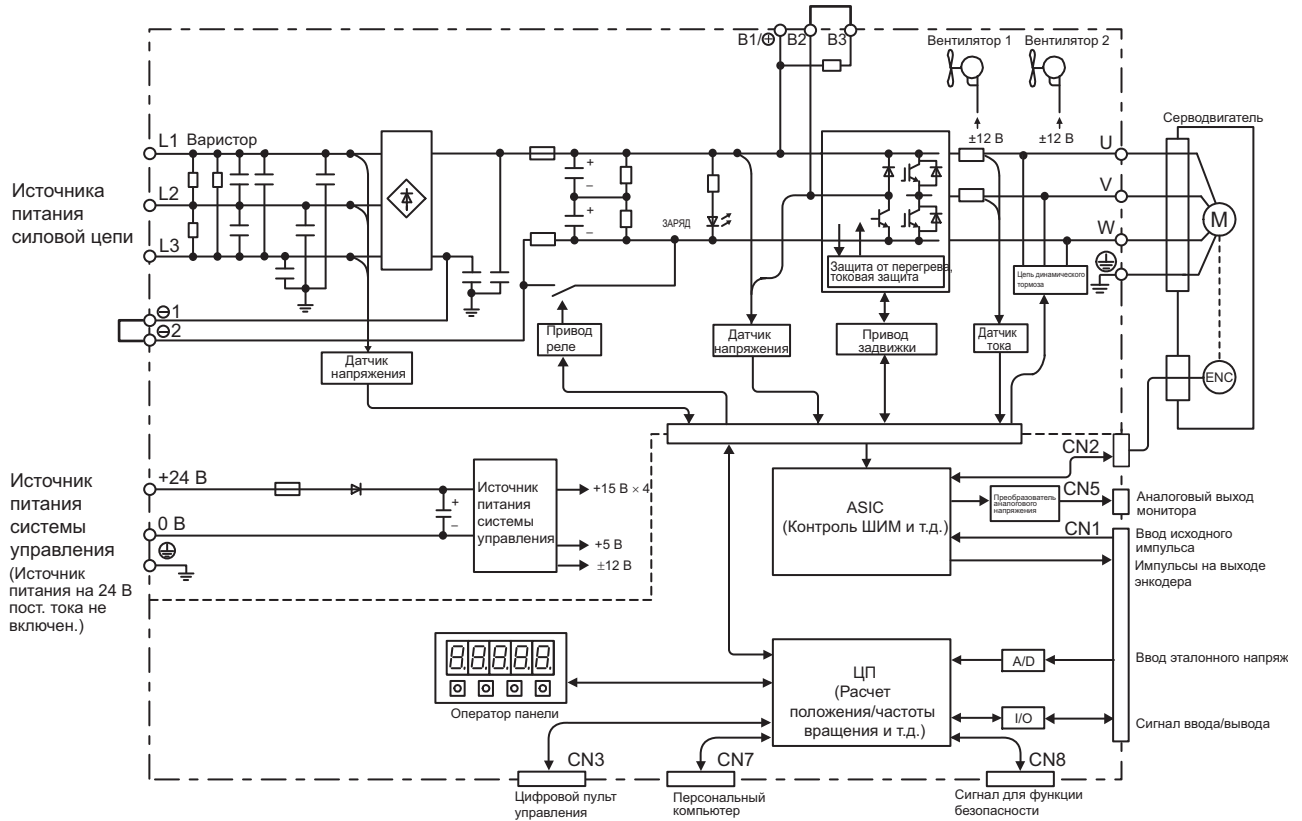 B1/⊕ B2 B3
Вентилятор 1 Вентилятор 2
±12 В ±12 В
Серводвигатель
L1 Варистор
L2
L3
Источника
питания
силовой цепи
⊖1
⊖2
ЗАРЯД
U
V
W
M
ENC
Защита от перегрева,
токовая защита
Цепь динамического
тормоза
Датчик
напряжения
Привод
реле
Датчик
напряжения
Привод
задвижки
Датчик
тока
Источник
питания
системы
управления
(Источник
питания на 24 В
пост. тока не
включен.)
+24 В
0 В
+
–
+
–
+
–
Источник
питания
системы
управления
+15 В × 4
+5 В
±12 В
ASIC
(Контроль ШИМ и т.д.)
Преобразователь
аналогового
напряжения
CN2
CN5
CN1
Аналоговый выход
монитора
Ввод исходного
импульса
Импульсы на выходе
энкодера
8.8.8.8.8.
Оператор панели
ЦП
(Расчет
положения/частоты
вращения и т.д.)
A/D
I/O
Ввод эталонного напряж
Сигнал ввода/вывода
CN3
CN7
CN8
Цифровой пульт
управления
Персональный
компьютер
Сигнал для функции
безопасности